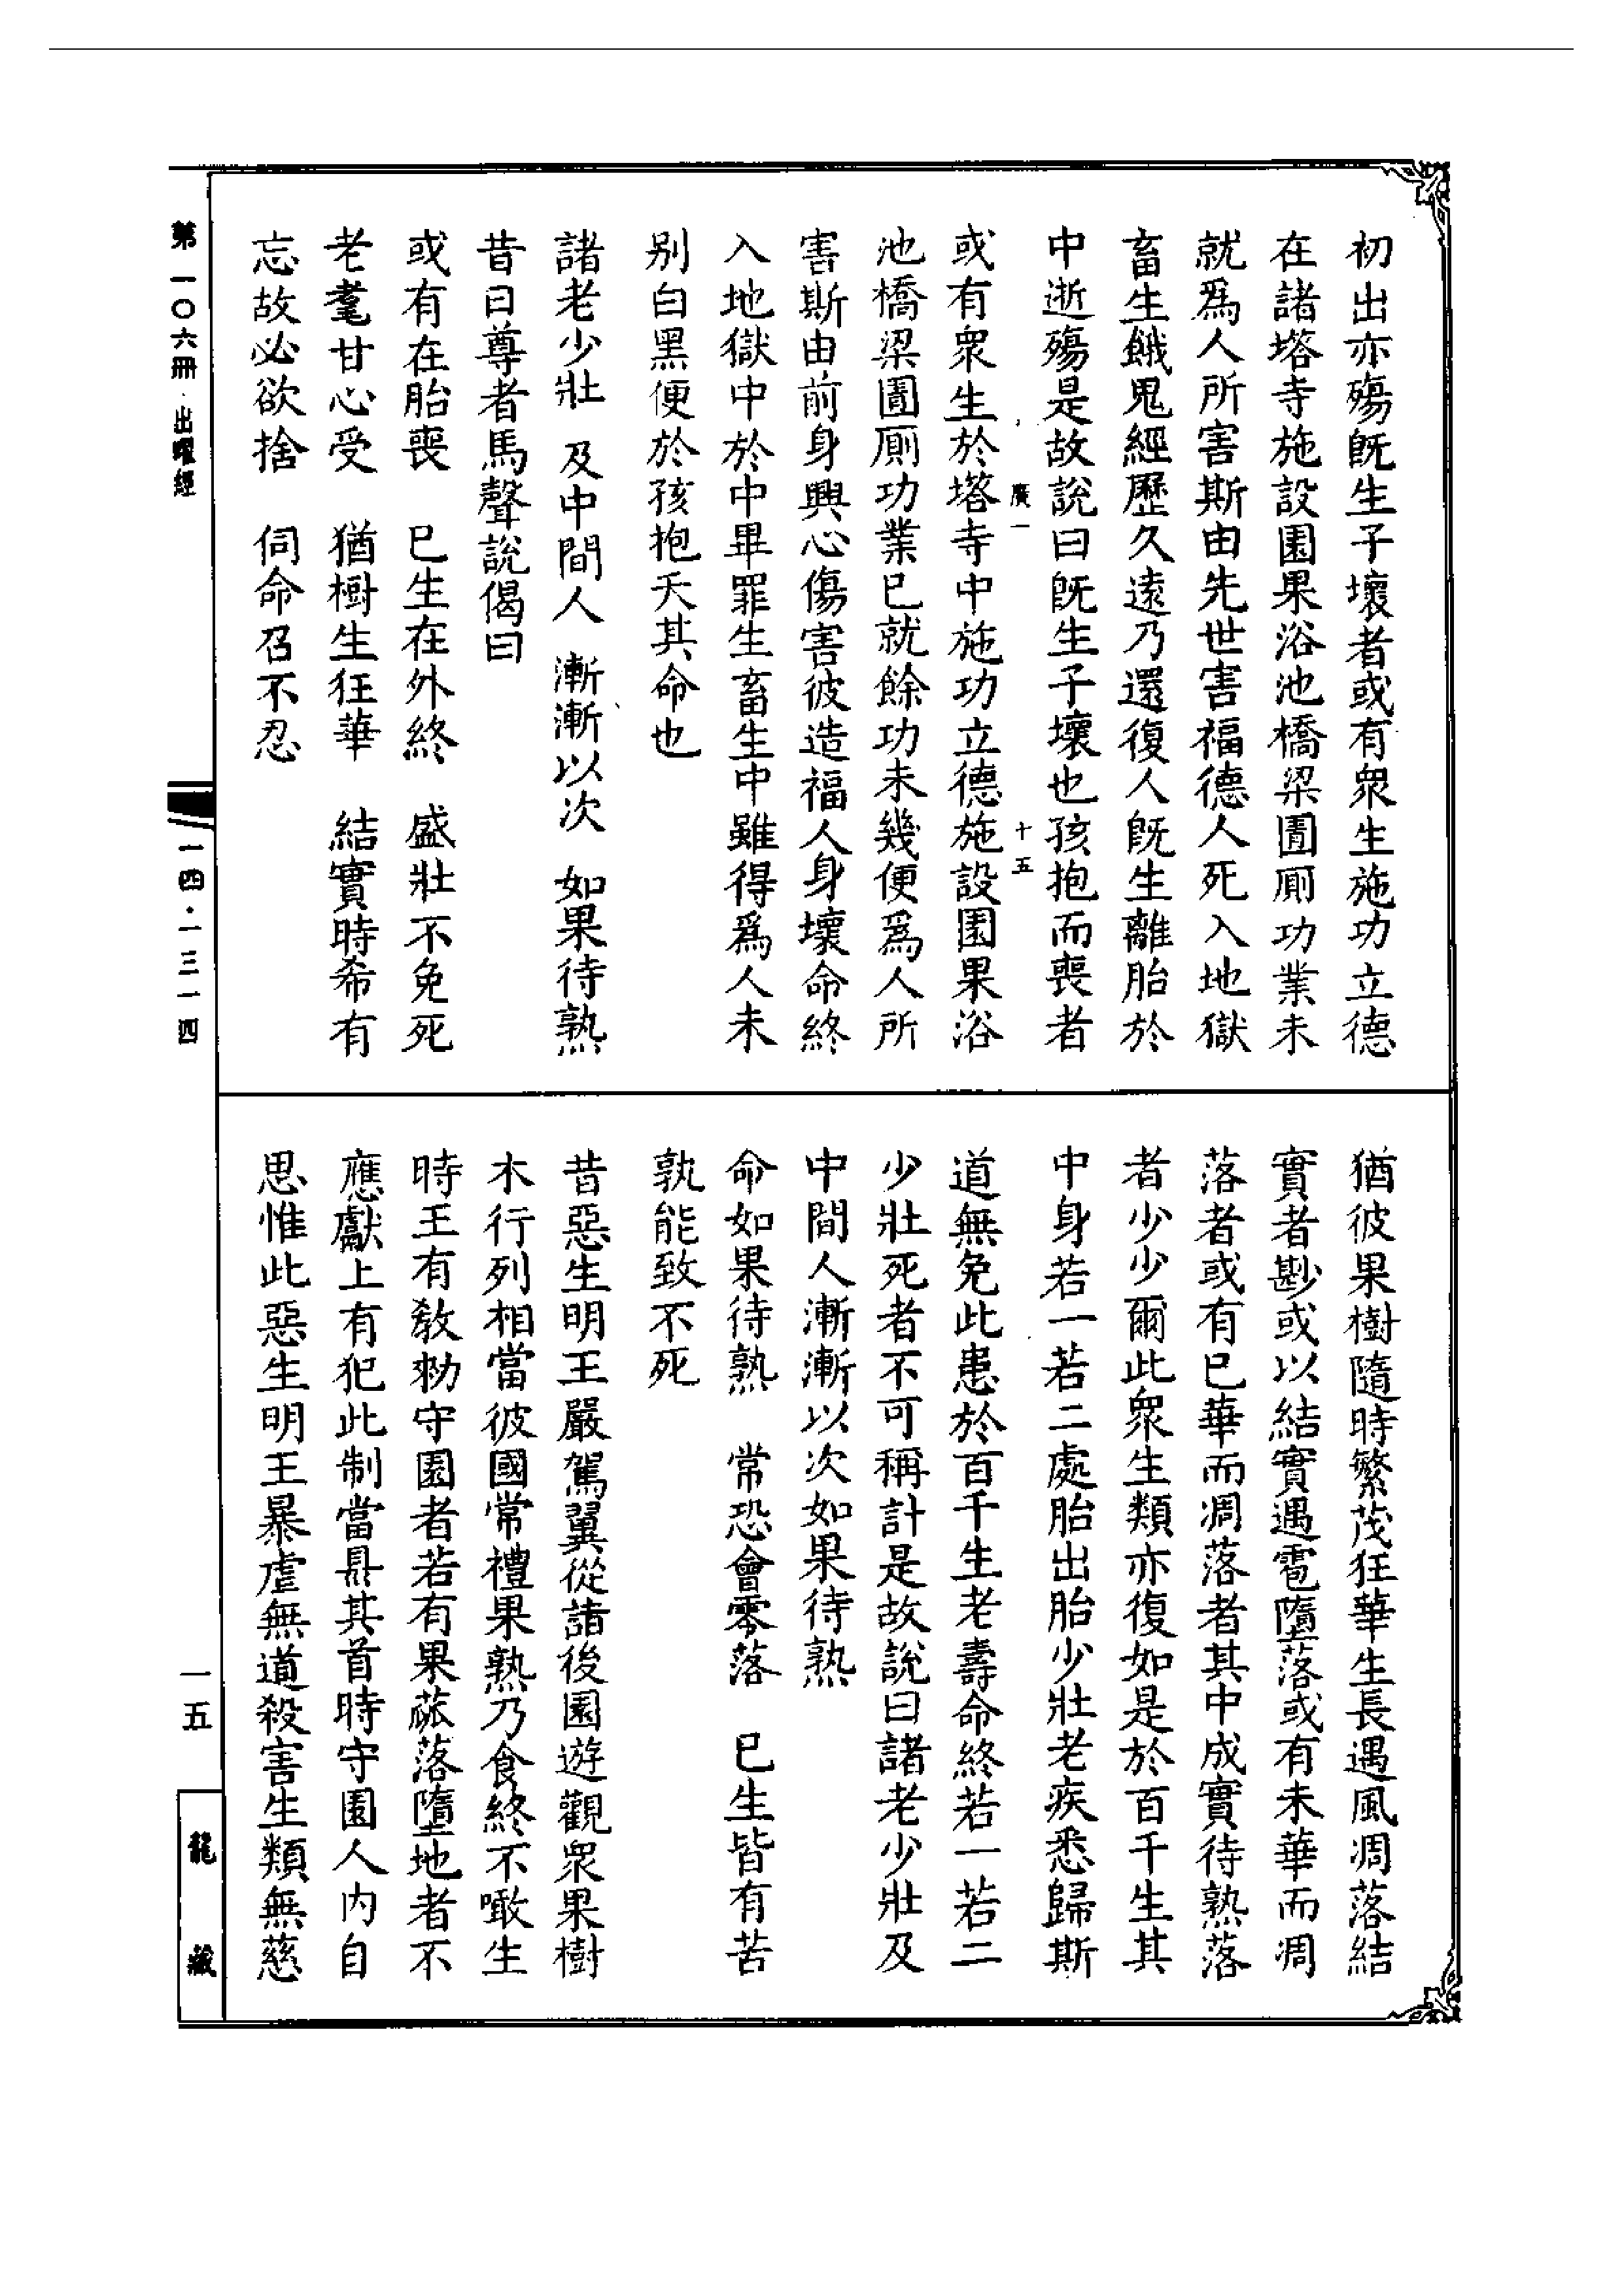 初出亦殤既生子壞者或有衆生施功立德
在諸塔寺施設園果浴池橋梁圊廁功業未
就爲人所害斯由先世害福德人死入地獄
畜生餓鬼經歷久遠乃還復人既生離胎於
中逝殤是故說曰既生子壞也孩抱而喪者
廣一 十五
或有衆生於塔寺中施功立德施設園果浴
池橋梁圊廁功業已就餘功未幾便爲人所
害斯由前身興心傷害彼造福人身壞命終
入地獄中於中畢罪生畜生中雖得爲人未
別白黑便於孩抱夭其命也
諸老少壯 及中間人 漸漸以次 如果待熟
昔日尊者馬聲說偈曰
或有在胎喪 已生在外終 盛壯不免死
老耄甘心受 猶樹生狂華 結實時希有
忘故必欲捨 伺命召不忍
猶彼果樹隨時繁茂狂華生長遇風凋落結
實者尠或以結實遇雹墮落或有未華而凋
落者或有已華而凋落者其中成實待熟落
者少少爾此衆生類亦復如是於百千生其
中身若一若二處胎出胎少壯老疾悉歸斯
道無免此患於百千生老壽命終若一若二
少壯死者不可稱計是故說曰諸老少壯及
中間人漸漸以次如果待熟
命如果待熟 常恐會零落 已生皆有苦
孰能致不死
昔惡生明王嚴駕翼從詣後園遊觀衆果樹
木行列相當彼國常禮果熟乃食終不噉生
時王有敎勑守園者若有果蓏落墮地者不
應獻上有犯此制當梟其首時守園人內自
思惟此惡生明王暴虐無道殺害生類無慈
第一〇六冊 出曜經
一四·一三一四
一五
龍藏